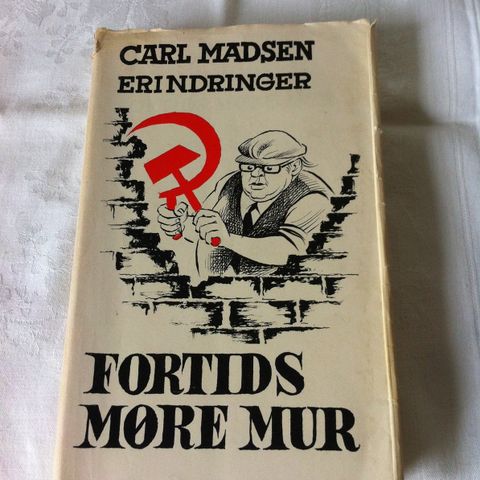 CARL MADSEN
ERINDRINGER
FORTIDS
MØRE MUR